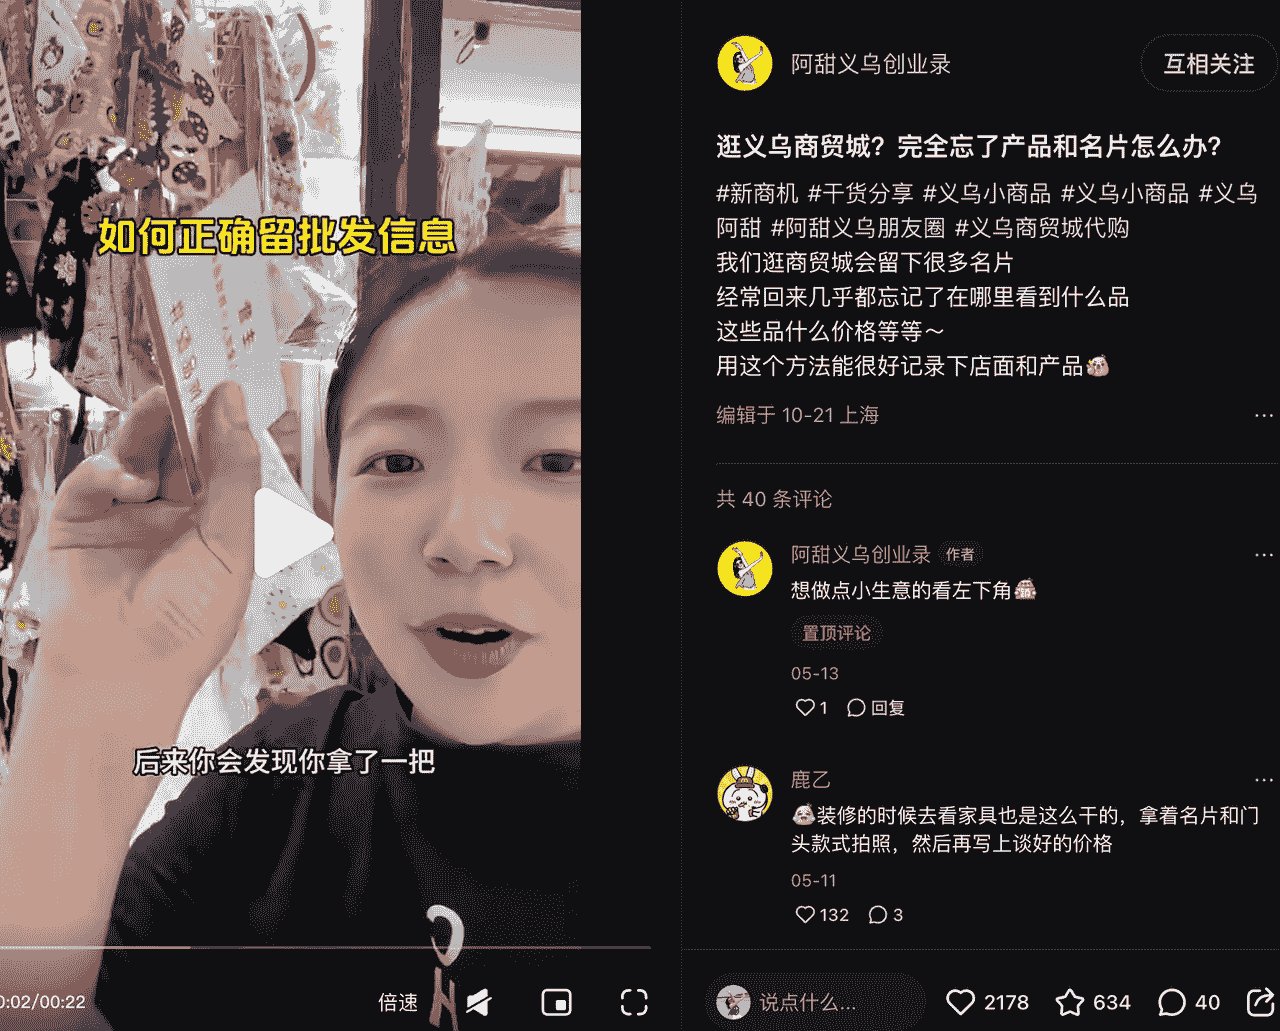 如何正确留批发信息
后来你会发现你拿了一把
0:02/00:22
倍速
阿甜义乌创业录
互相关注
逛义乌商贸城？完全忘了产品和名片怎么办？
#新商机 #干货分享 #义乌小商品 #义乌小商品 #义乌
阿甜 #阿甜义乌朋友圈 #义乌商贸城代购
我们逛商贸城会留下很多名片
经常回来几乎都忘记了在哪里看到什么品
这些品什么价格等等～
用这个方法能很好记录下店面和产品
编辑于 10-21 上海
共 40 条评论
阿甜义乌创业录 作者
想做点小生意的看左下角
置顶评论
05-13
1 回复
鹿乙
装修的时候去看家具也是这么干的，拿着名片和门
头款式拍照，然后再写上谈好的价格
05-11
132 3
说点什么...
2178 634 40